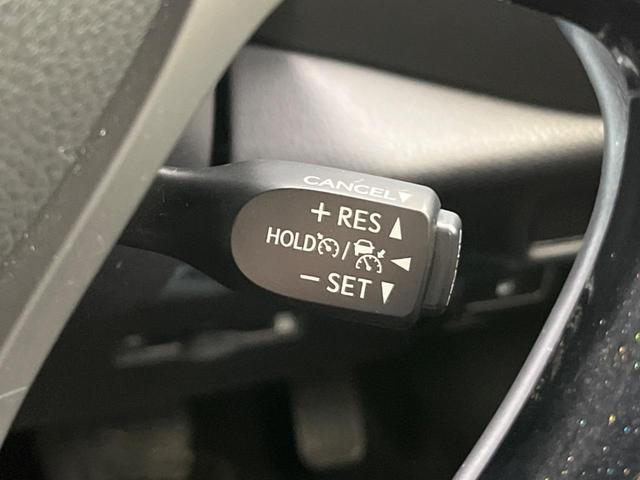 CANCEL▼
+ RES ▲
HOLD / ◀
− SET ▼